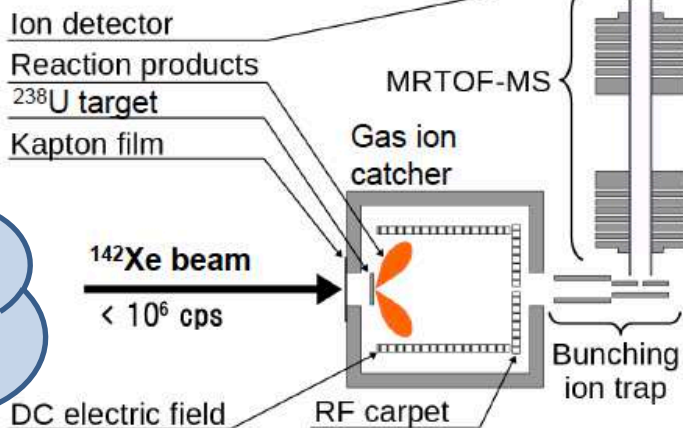 Ion detector
Reaction products
²³⁸U target
Kapton film
MRTOF-MS
Gas ion
catcher
¹⁴²Xe beam
< 10⁶ cps
Bunching
ion trap
DC electric field
RF carpet